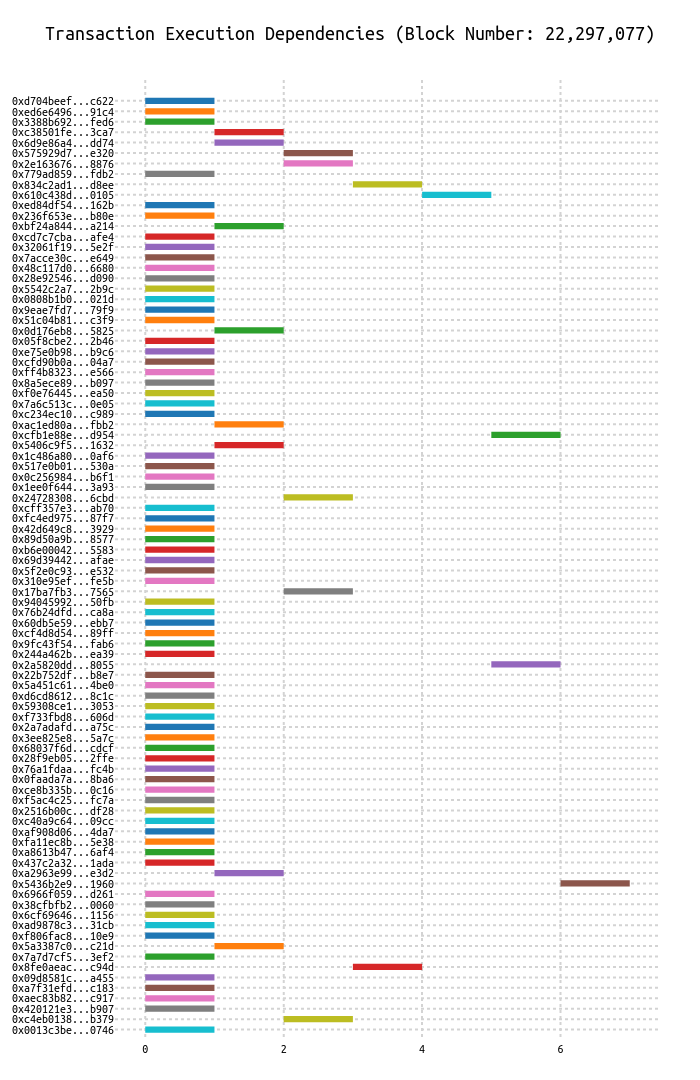 Transaction Execution Dependencies (Block Number: 22,297,077)
0xd704beef...c622
0xed6e6496...91c4
0x3388b692...fed6
0xc38501fe...3ca7
0x6d9e86a4...dd74
0x575929d7...e320
0x2e163676...8876
0x779ad859...fdb2
0x834c2ad1...d8ee
0x610c438d...0105
0xed84df54...162b
0x236f653e...b80e
0xbf24a844...a214
0xcd7c7cba...afe4
0x32061f19...5e2f
0x7acce30c...e649
0x48c117d0...6680
0x28e92546...d090
0x5542c2a7...2b9c
0x0808b1b0...021d
0x9eae7fd7...79f9
0x51c04b81...c3f9
0x0d176eb8...5825
0x05f8cbe2...2b46
0xe75e0b98...b9c6
0xcfd90b0a...04a7
0xff4b8323...e566
0x8a5ece89...b097
0xf0e76445...ea50
0x7a6c513c...0e05
0xc234ec10...c989
0xac1ed80a...fbb2
0xcfb1e88e...d954
0x5406c9f5...1632
0x1c486a80...0af6
0x517e0b01...530a
0x0c256984...b6f1
0x1ee0f644...3a93
0x24728308...6cbd
0xcff357e3...ab70
0xfc4ed975...87f7
0x42d649c8...3929
0x89d50a9b...8577
0xb6e00042...5583
0x69d39442...afae
0x5f2e0c93...e532
0x310e95ef...fe5b
0x17ba7fb3...7565
0x94045992...50fb
0x76b24dfd...ca8a
0x60db5e59...ebb7
0xcf4d8d54...89ff
0x9fc43f54...fab6
0x244a462b...ea39
0x2a5820dd...8055
0x22b752df...b8e7
0x5a451c61...4be0
0xd6cd8612...8c1c
0x59308ce1...3053
0xf733fbd8...606d
0x2a7adafd...a75c
0x3ee825e8...5a7c
0x68037f6d...cdcf
0x28f9eb05...2ffe
0x76a1fdaa...fc4b
0x0faada7a...8ba6
0xce8b335b...0c16
0xf5ac4c25...fc7a
0x2516b00c...df28
0xc40a9c64...09cc
0xaf908d06...4da7
0xfa11ec8b...5e38
0xa8613b47...6af4
0x437c2a32...1ada
0xa2963e99...e3d2
0x5436b2e9...1960
0x6966f059...d261
0x38cfbfb2...0060
0x6cf69646...1156
0xad9878c3...31cb
0xf806fac8...10e9
0x5a3387c0...c21d
0x7a7d7cf5...3ef2
0x8fe0aeac...c94d
0x09d8581c...a455
0xa7f31efd...c183
0xaec83b82...c917
0x420121e3...b907
0xc4eb0138...b379
0x0013c3be...0746
0 2 4 6